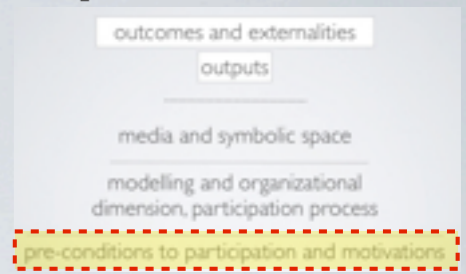 outcomes and externalities
outputs
media and symbolic space
modelling and organizational
dimension, participation process
pre-conditions to participation and motivations